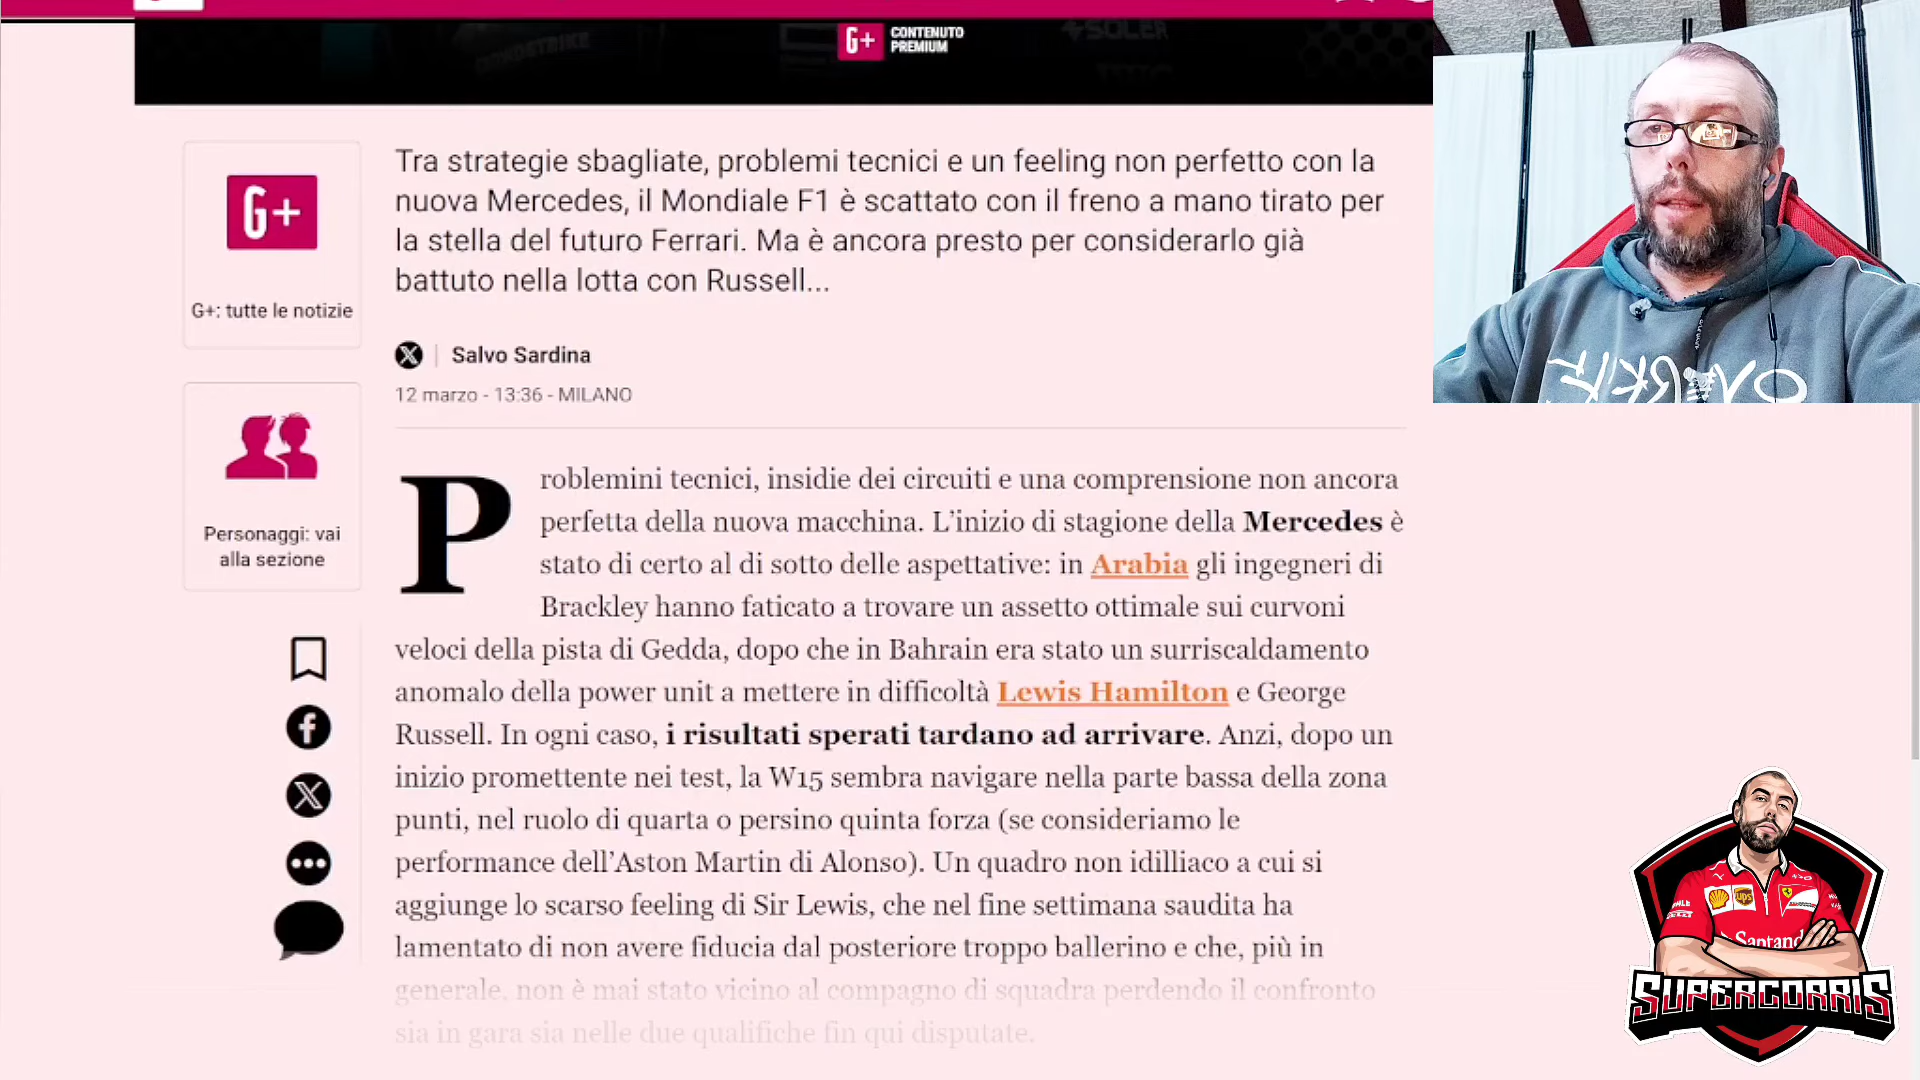 G+ CONTENUTO
PREMIUM
SOLER
Tra strategie sbagliate, problemi tecnici e un feeling non perfetto con la
nuova Mercedes, il Mondiale F1 è scattato con il freno a mano tirato per
la stella del futuro Ferrari. Ma è ancora presto per considerarlo già
battuto nella lotta con Russell...
G+
G+: tutte le notizie
X | Salvo Sardina
12 marzo - 13:36 - MILANO
Personaggi: vai
alla sezione
Problemini tecnici, insidie dei circuiti e una comprensione non ancora
perfetta della nuova macchina. L'inizio di stagione della Mercedes è
stato di certo al di sotto delle aspettative: in Arabia gli ingegneri di
Brackley hanno faticato a trovare un assetto ottimale sui curvoni
veloci della pista di Gedda, dopo che in Bahrain era stato un surriscaldamento
anomalo della power unit a mettere in difficoltà Lewis Hamilton e George
Russell. In ogni caso, i risultati sperati tardano ad arrivare. Anzi, dopo un
inizio promettente nei test, la W15 sembra navigare nella parte bassa della zona
punti, nel ruolo di quarta o persino quinta forza (se consideriamo le
performance dell'Aston Martin di Alonso). Un quadro non idilliaco a cui si
aggiunge lo scarso feeling di Sir Lewis, che nel fine settimana saudita ha
lamentato di non avere fiducia dal posteriore troppo ballerino e che, più in
generale, non è mai stato vicino al compagno di squadra perdendo il confronto
sia in gara sia nelle due qualifiche fin qui disputate.
ups
Santand
SUPERCORRIS